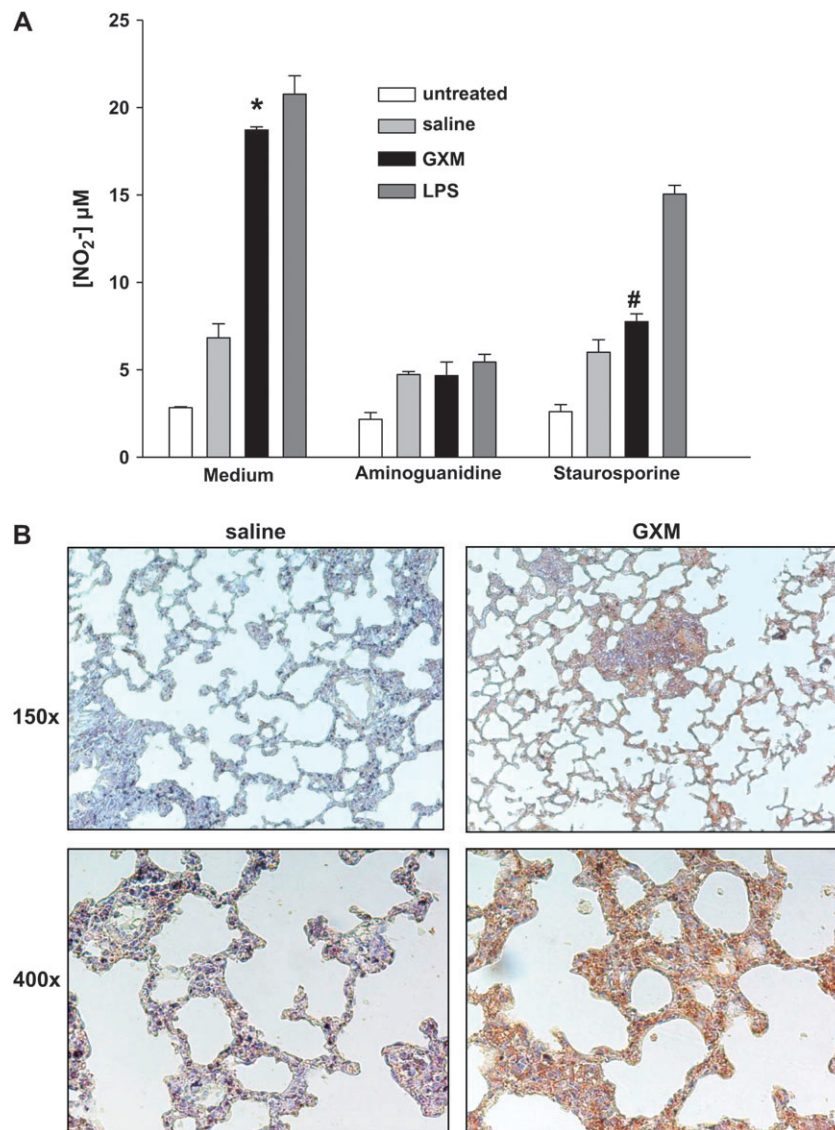 A
25
20
15
10
5
0
[NO₂-] µM
untreated
saline
GXM
LPS
*
#
Medium Aminoguanidine Staurosporine
B
saline GXM
150x
400x